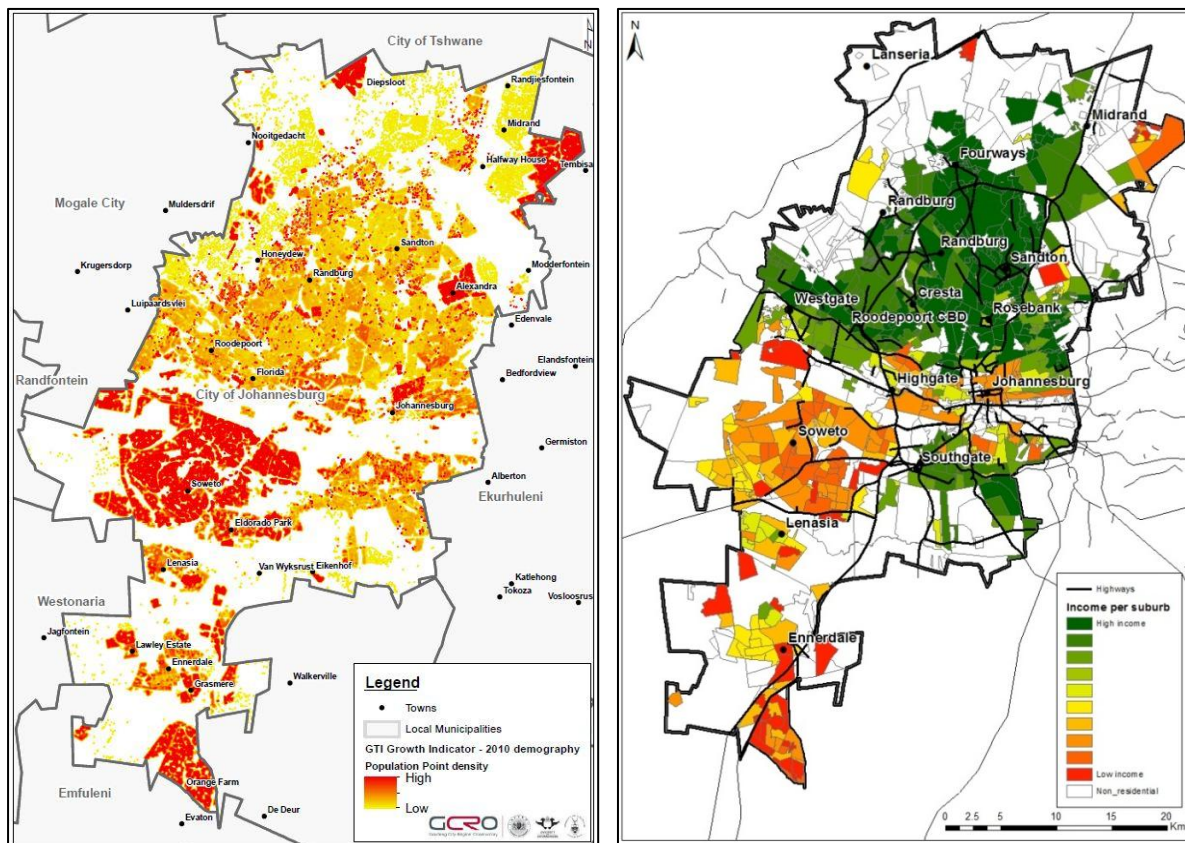 City of Tshwane
N
Diepsloot
Randjiesfontein
Midrand
Nooitgedacht
Halfway House
Tembisa
Mogale City
Muldersdrif
Sandton
Honeydew
Krugersdorp
Randburg
Modderfontein
Alexandra
Luipaardsvlei
Edenvale
Roodepoort
Elandsfontein
Florida
Bedfordview
Randfontein
City of Johannesburg
Johannesburg
Germiston
Soweto
Alberton
Ekurhuleni
Eldorado Park
Lenasia
Van Wyksrust
Eikenhof
Katlehong
Tokoza
Vosloosrus
Westonaria
Jagfontein
Lawley Estate
Ennerdale
Grasmere
Walkerville
Orange Farm
Emfuleni
De Deur
Evaton
Legend
Towns
Local Municipalities
GTI Growth Indicator - 2010 demography
Population Point density
High
Low
GCRO
N
Lanseria
Midrand
Fourways
Randburg
Randburg
Sandton
Westgate
Cresta
Rosebank
Roodepoort CBD
Highgate
Johannesburg
Soweto
Southgate
Lenasia
Ennerdale
Highways
Income per suburb
High income
Low income
Non_residential
0 2.5 5 10 15 20
Km